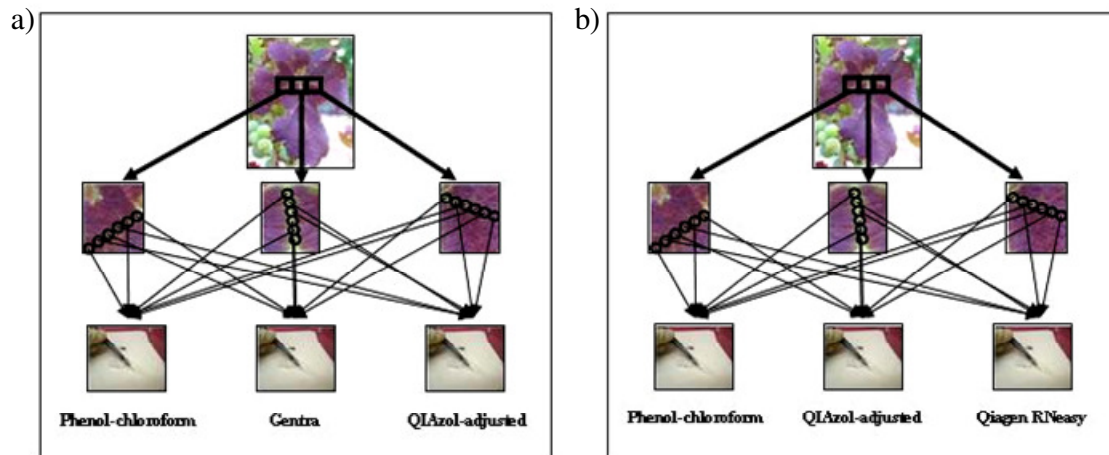 a)
b)
Phenol-chloroform Gentra QIAzol-adjusted
Phenol-chloroform QIAzol-adjusted Qiagen RNeasy